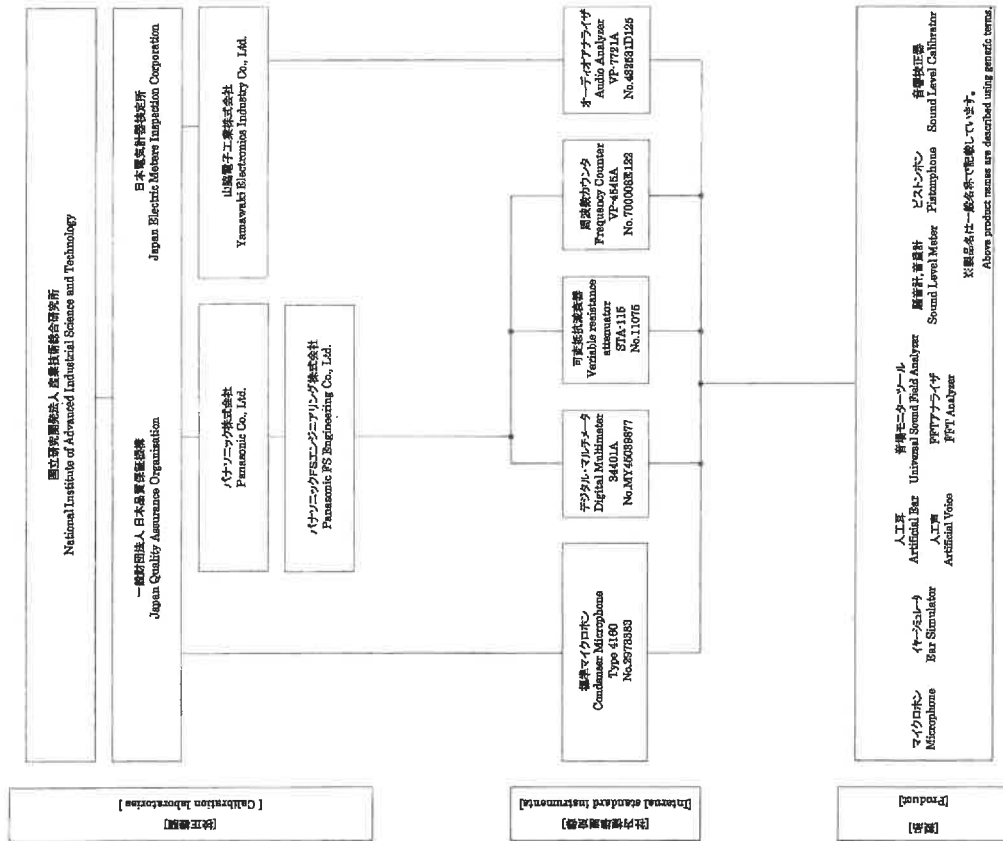 国立研究開発法人 産業技術総合研究所
National Institute of Advanced Industrial Science and Technology
一般財団法人 日本品質保証機構
Japan Quality Assurance Organisation
日本電気計器検定所
Japan Electric Meters Inspection Corporation
パナソニック株式会社
Panasonic Co., Ltd.
山脇電子工業株式会社
Yamawaki Electronics Industry Co., Ltd.
パナソニックFSエンジニアリング株式会社
Panasonic FS Engineering Co., Ltd.
[校正機関]
[Calibration laboratories]
標準マイクロホン
Condenser Microphone
Type 4160
No.2973383
デジタル・マルチメータ
Digital Multimeter
34401A
No.MY45039877
可変抵抗減衰器
Variable resistance
attenuator
STA-115
No.11075
周波数カウンタ
Frequency Counter
VP-4545A
No.700008E122
オーディオアナライザ
Audio Analyzer
VP-7721A
No.482531D125
[社内標準測定器]
[Internal standard instruments]
マイクロホン
Microphone
イヤーシミュレータ
Ear Simulator
人工耳
Artificial Ear
人工声
Artificial Voice
音場モニターツール
Universal Sound Field Analyzer
FFTアナライザ
FFT Analyzer
騒音計,音量計
Sound Level Meter
ピストンホン
Pistonphone
音響校正器
Sound Level Calibrator
※製品名は一般名称で記載しています。
Above product names are described using generic terms.
[製品]
[Product]